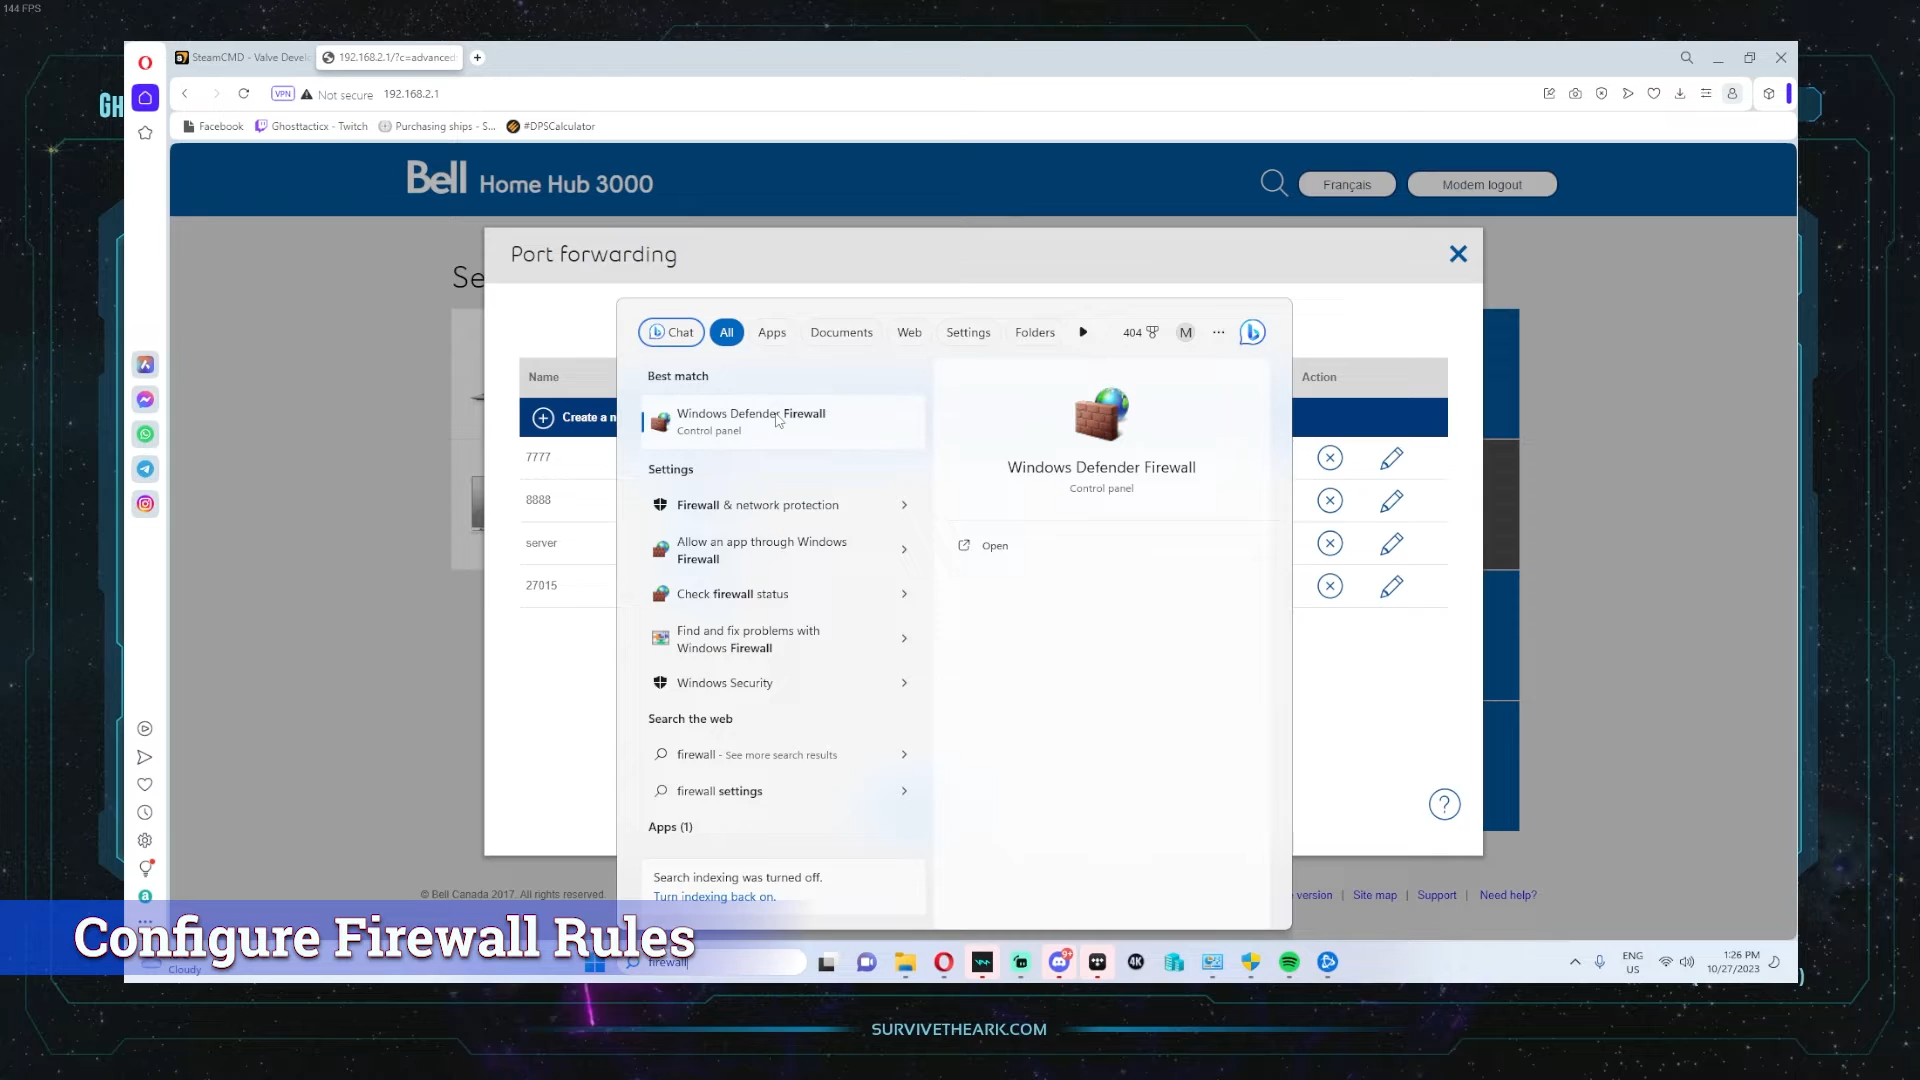 144 FPS
SteamCMD - Valve Devel
192.168.2.1/?c=advanced
VPN
Not secure
192.168.2.1
Facebook
Ghosttacticx - Twitch
Purchasing ships - S...
#DPSCalculator
Bell Home Hub 3000
Français
Modem logout
Port forwarding
Se
Chat
All
Apps
Documents
Web
Settings
Folders
404
M
Name
Action
Create a n
7777
8888
server
27015
Best match
Windows Defender Firewall
Control panel
Settings
Firewall & network protection
Allow an app through Windows
Firewall
Check firewall status
Find and fix problems with
Windows Firewall
Windows Security
Search the web
firewall - See more search results
firewall settings
Apps (1)
Search indexing was turned off.
Turn indexing back on.
Windows Defender Firewall
Control panel
Open
© Bell Canada 2017. All rights reserved.
version | Site map | Support | Need help?
Configure Firewall Rules
Cloudy
firewall
4K
9+
ENG
US
1:26 PM
10/27/2023
SURVIVETHEARK.COM